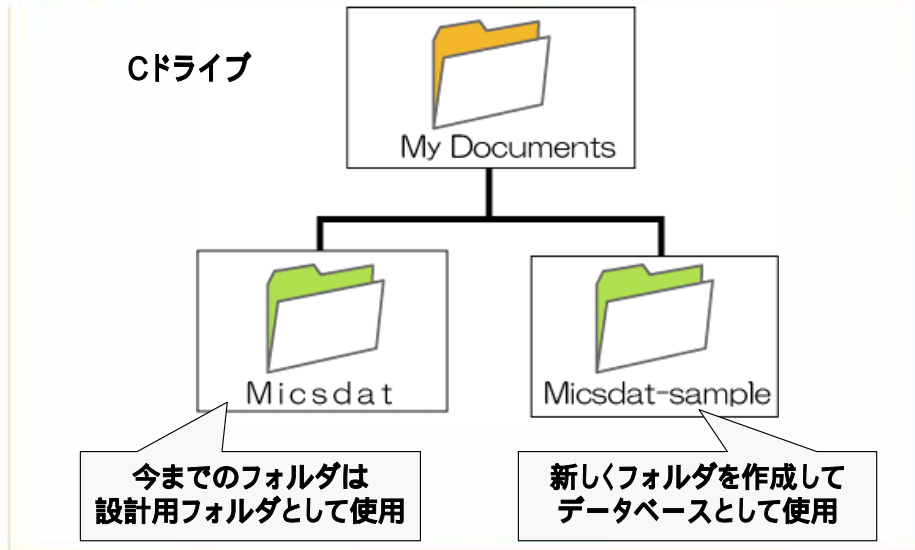 Cドライブ
My Documents
Micsdat
Micsdat-sample
今までのフォルダは
設計用フォルダとして使用
新しくフォルダを作成して
データベースとして使用